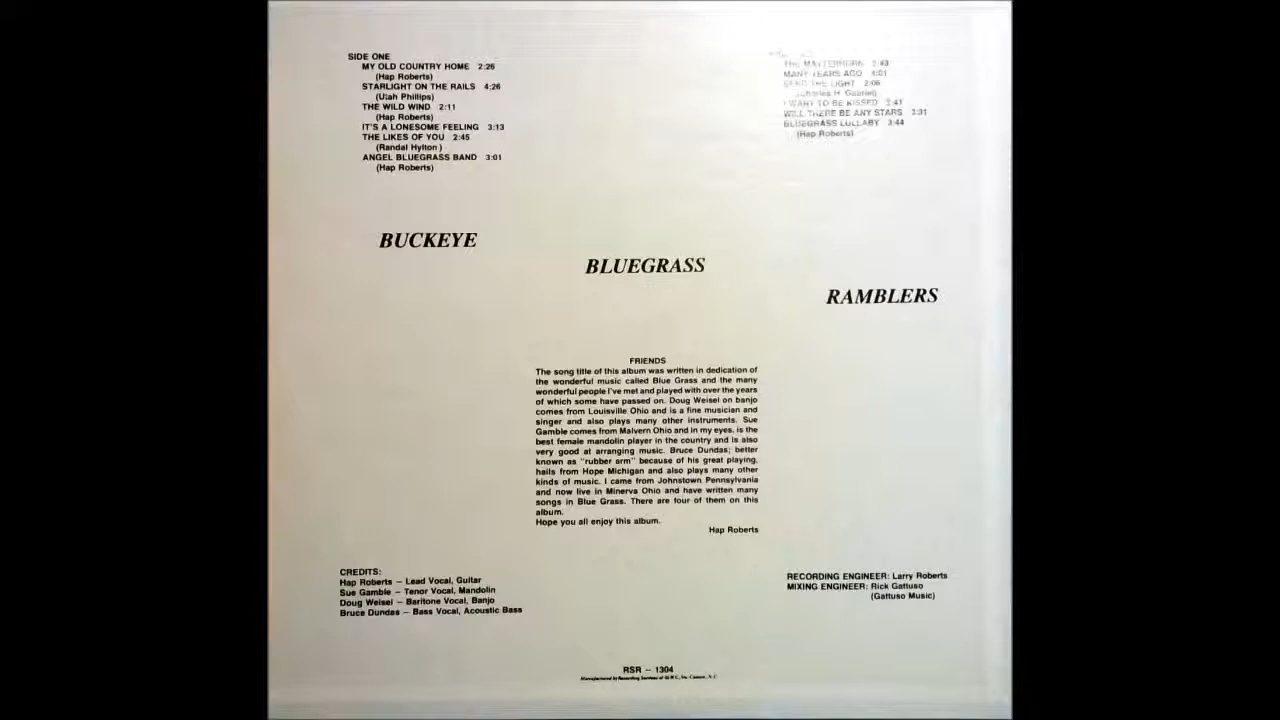 SIDE ONE
MY OLD COUNTRY HOME 2:26
(Hap Roberts)
STARLIGHT ON THE RAILS 4:26
(Utah Phillips)
THE WILD WIND 2:11
(Hap Roberts)
IT'S A LONESOME FEELING 3:13
THE LIKES OF YOU 2:45
(Randal Hylton)
ANGEL BLUEGRASS BAND 3:01
(Hap Roberts)
THE MATTERHORN 2:43
MANY YEARS AGO 4:01
SEND THE LIGHT 2:06
(Charles H. Gabriel)
I WANT TO BE KISSED 2:41
WILL THERE BE ANY STARS 3:31
BLUEGRASS LULLABY 3:44
(Hap Roberts)
BUCKEYE
BLUEGRASS
RAMBLERS
FRIENDS
The song title of this album was written in dedication of
the wonderful music called Blue Grass and the many
wonderful people I've met and played with over the years
of which some have passed on. Doug Weisel on banjo
comes from Louisville Ohio and is a fine musician and
singer and also plays many other instruments. Sue
Gamble comes from Malvern Ohio and in my eyes, is the
best female mandolin player in the country and is also
very good at arranging music. Bruce Dundas; better
known as "rubber arm" because of his great playing,
hails from Hope Michigan and also plays many other
kinds of music. I came from Johnstown Pennsylvania
and now live in Minerva Ohio and have written many
songs in Blue Grass. There are four of them on this
album.
Hope you all enjoy this album.
Hap Roberts
CREDITS:
Hap Roberts — Lead Vocal, Guitar
Sue Gamble — Tenor Vocal, Mandolin
Doug Weisel — Baritone Vocal, Banjo
Bruce Dundas — Bass Vocal, Acoustic Bass
RECORDING ENGINEER: Larry Roberts
MIXING ENGINEER: Rick Gattuso
(Gattuso Music)
RSR — 1304
Manufactured by Recording Services of